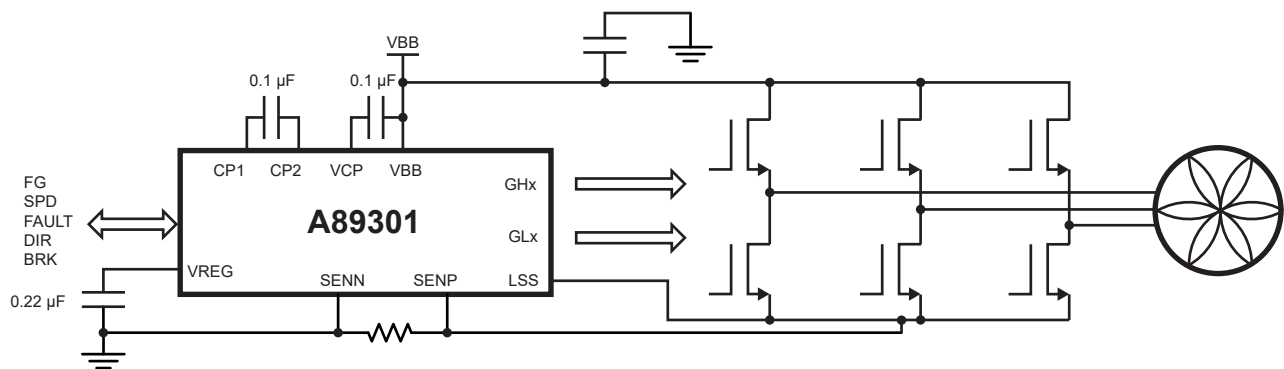 VBB
0.1 µF
0.1 µF
CP1
CP2
VCP
VBB
GHx
FG
SPD
FAULT
DIR
BRK
A89301
GLx
VREG
SENN
SENP
LSS
0.22 µF